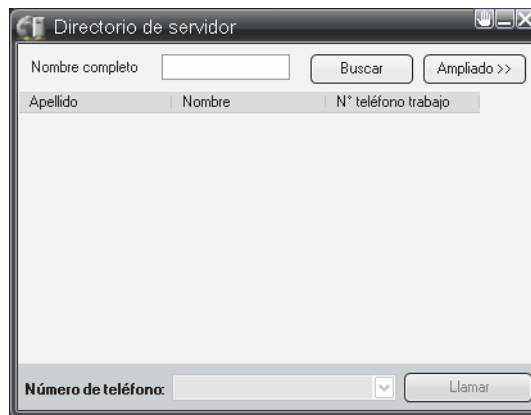 Directorio de servidor
Nombre completo Buscar Ampliado >>
Apellido Nombre N° teléfono trabajo
Número de teléfono: Llamar